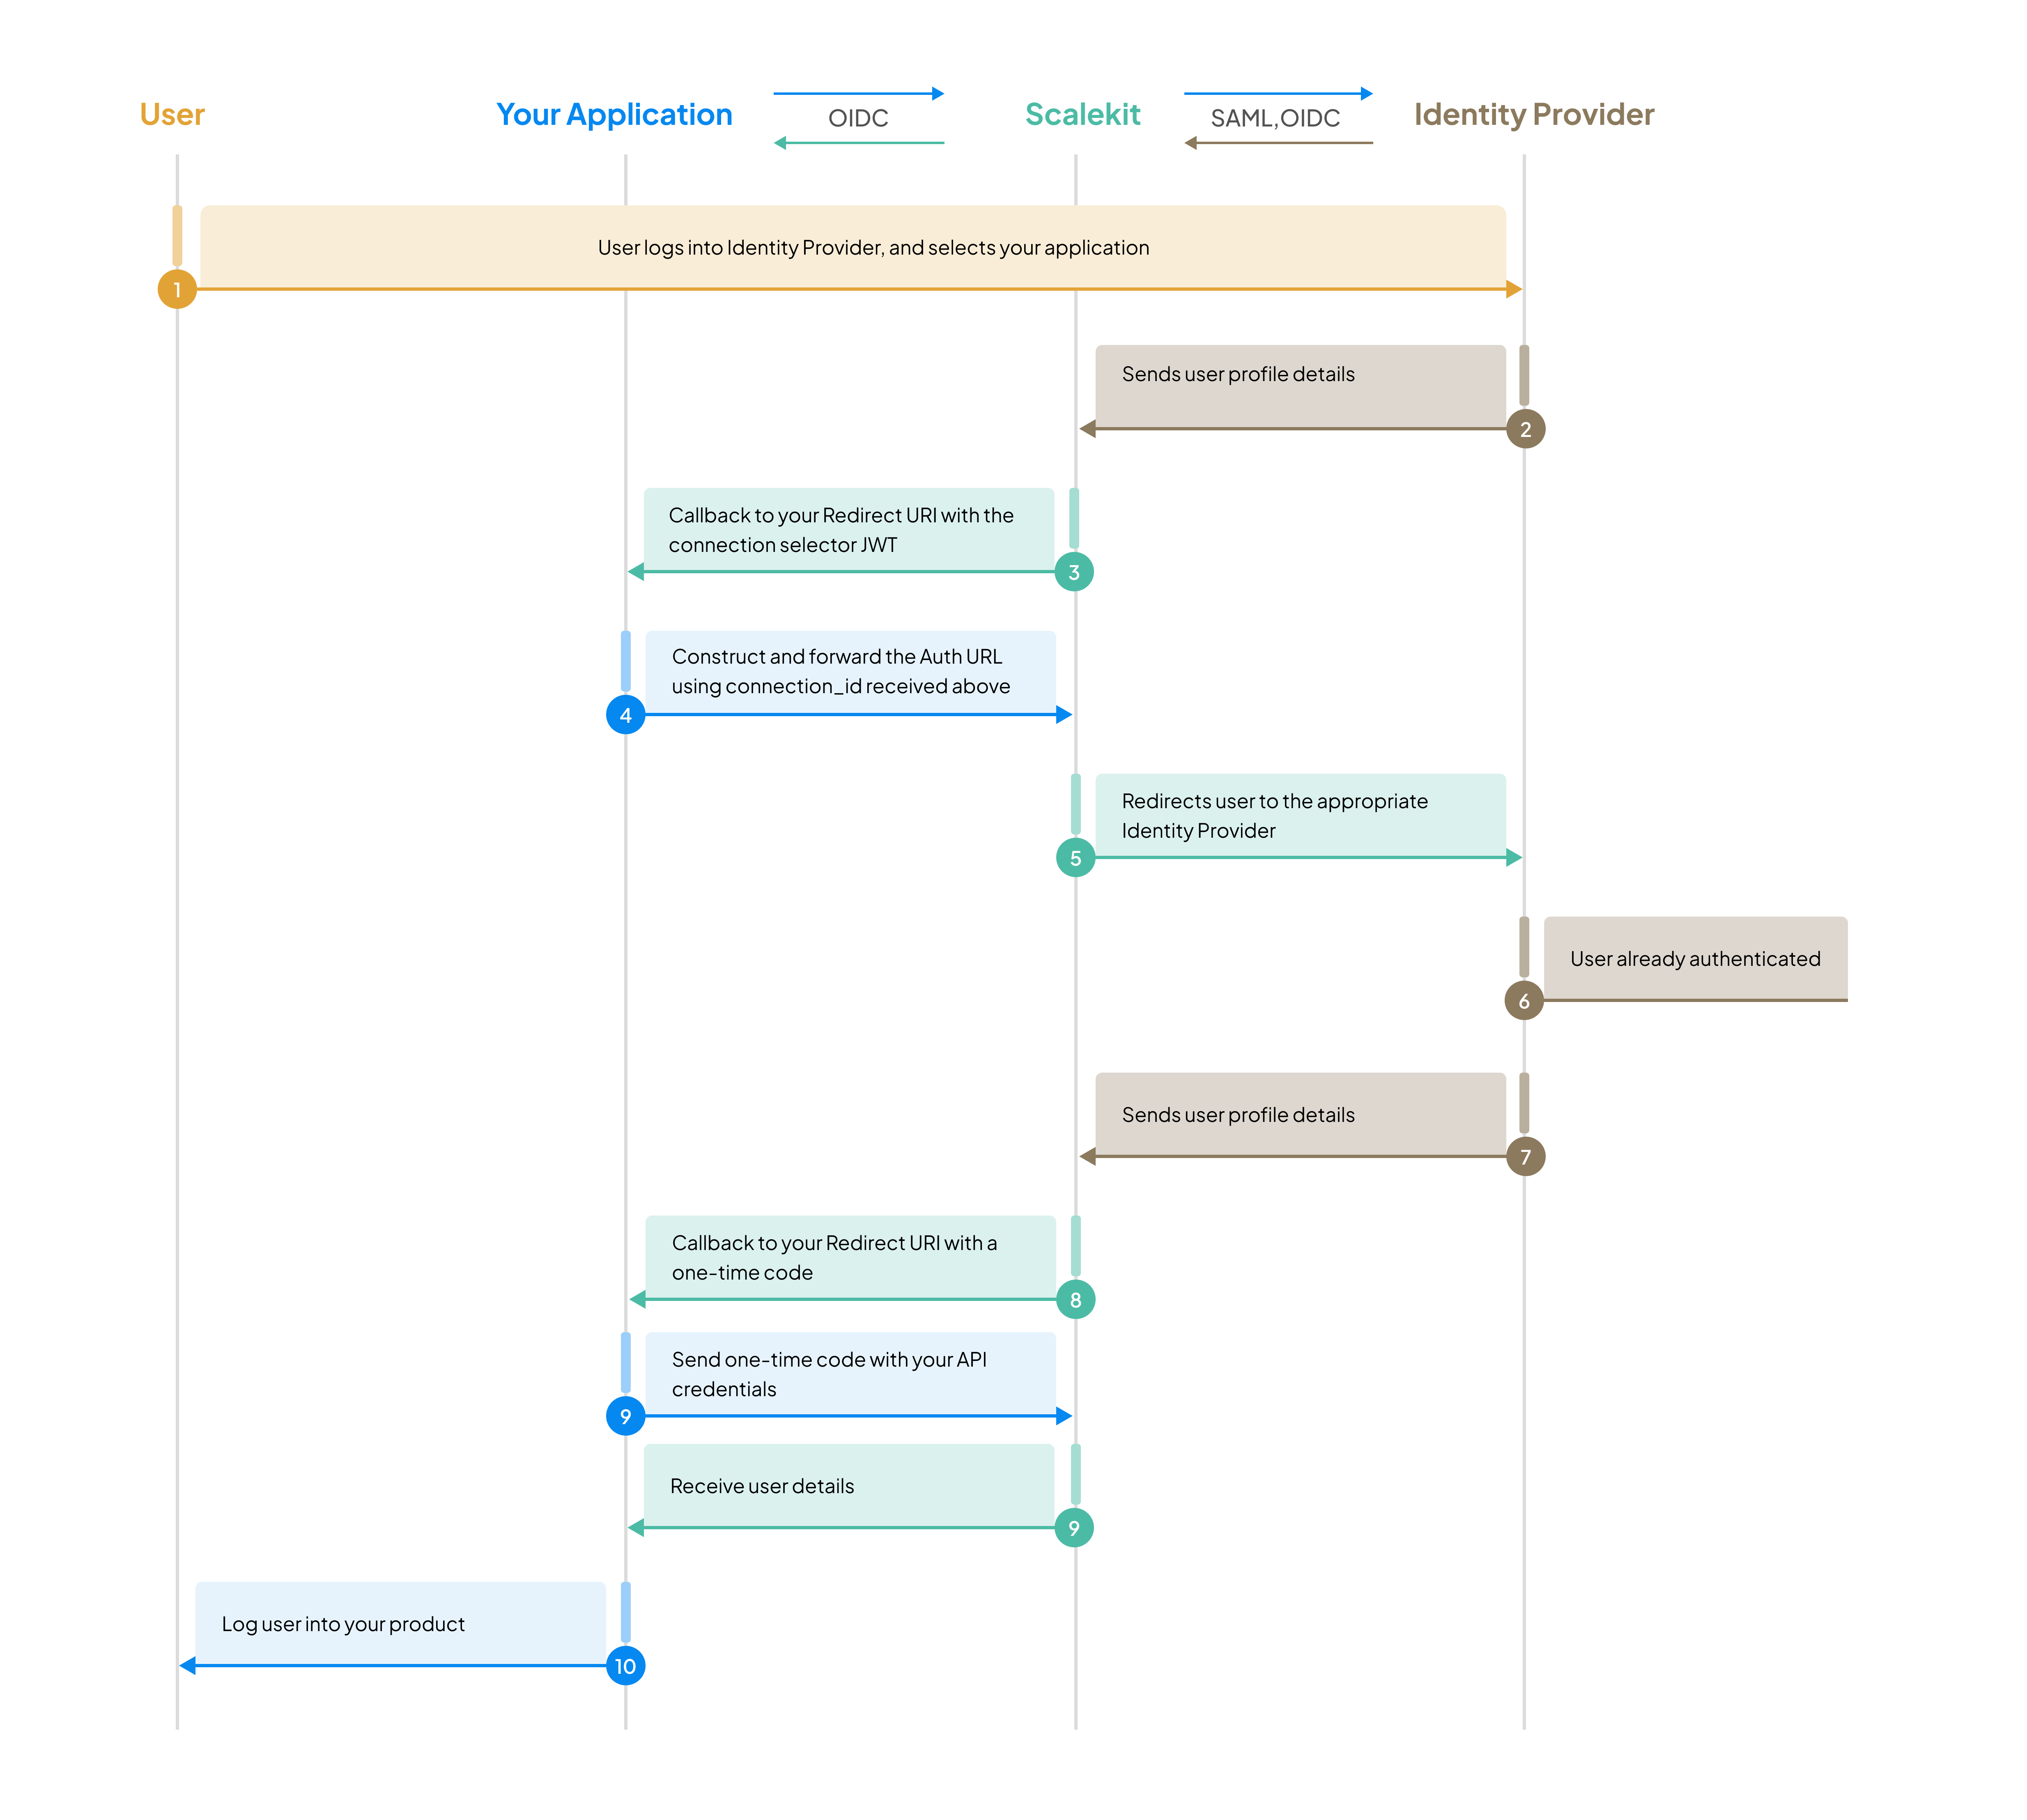 User
Your Application
OIDC
Scalekit
SAML,OIDC
Identity Provider
User logs into Identity Provider, and selects your application
1
Sends user profile details
2
Callback to your Redirect URI with the
connection selector JWT
3
Construct and forward the Auth URL
using connection_id received above
4
Redirects user to the appropriate
Identity Provider
5
User already authenticated
6
Sends user profile details
7
Callback to your Redirect URI with a
one-time code
8
Send one-time code with your API
credentials
9
Receive user details
9
Log user into your product
10